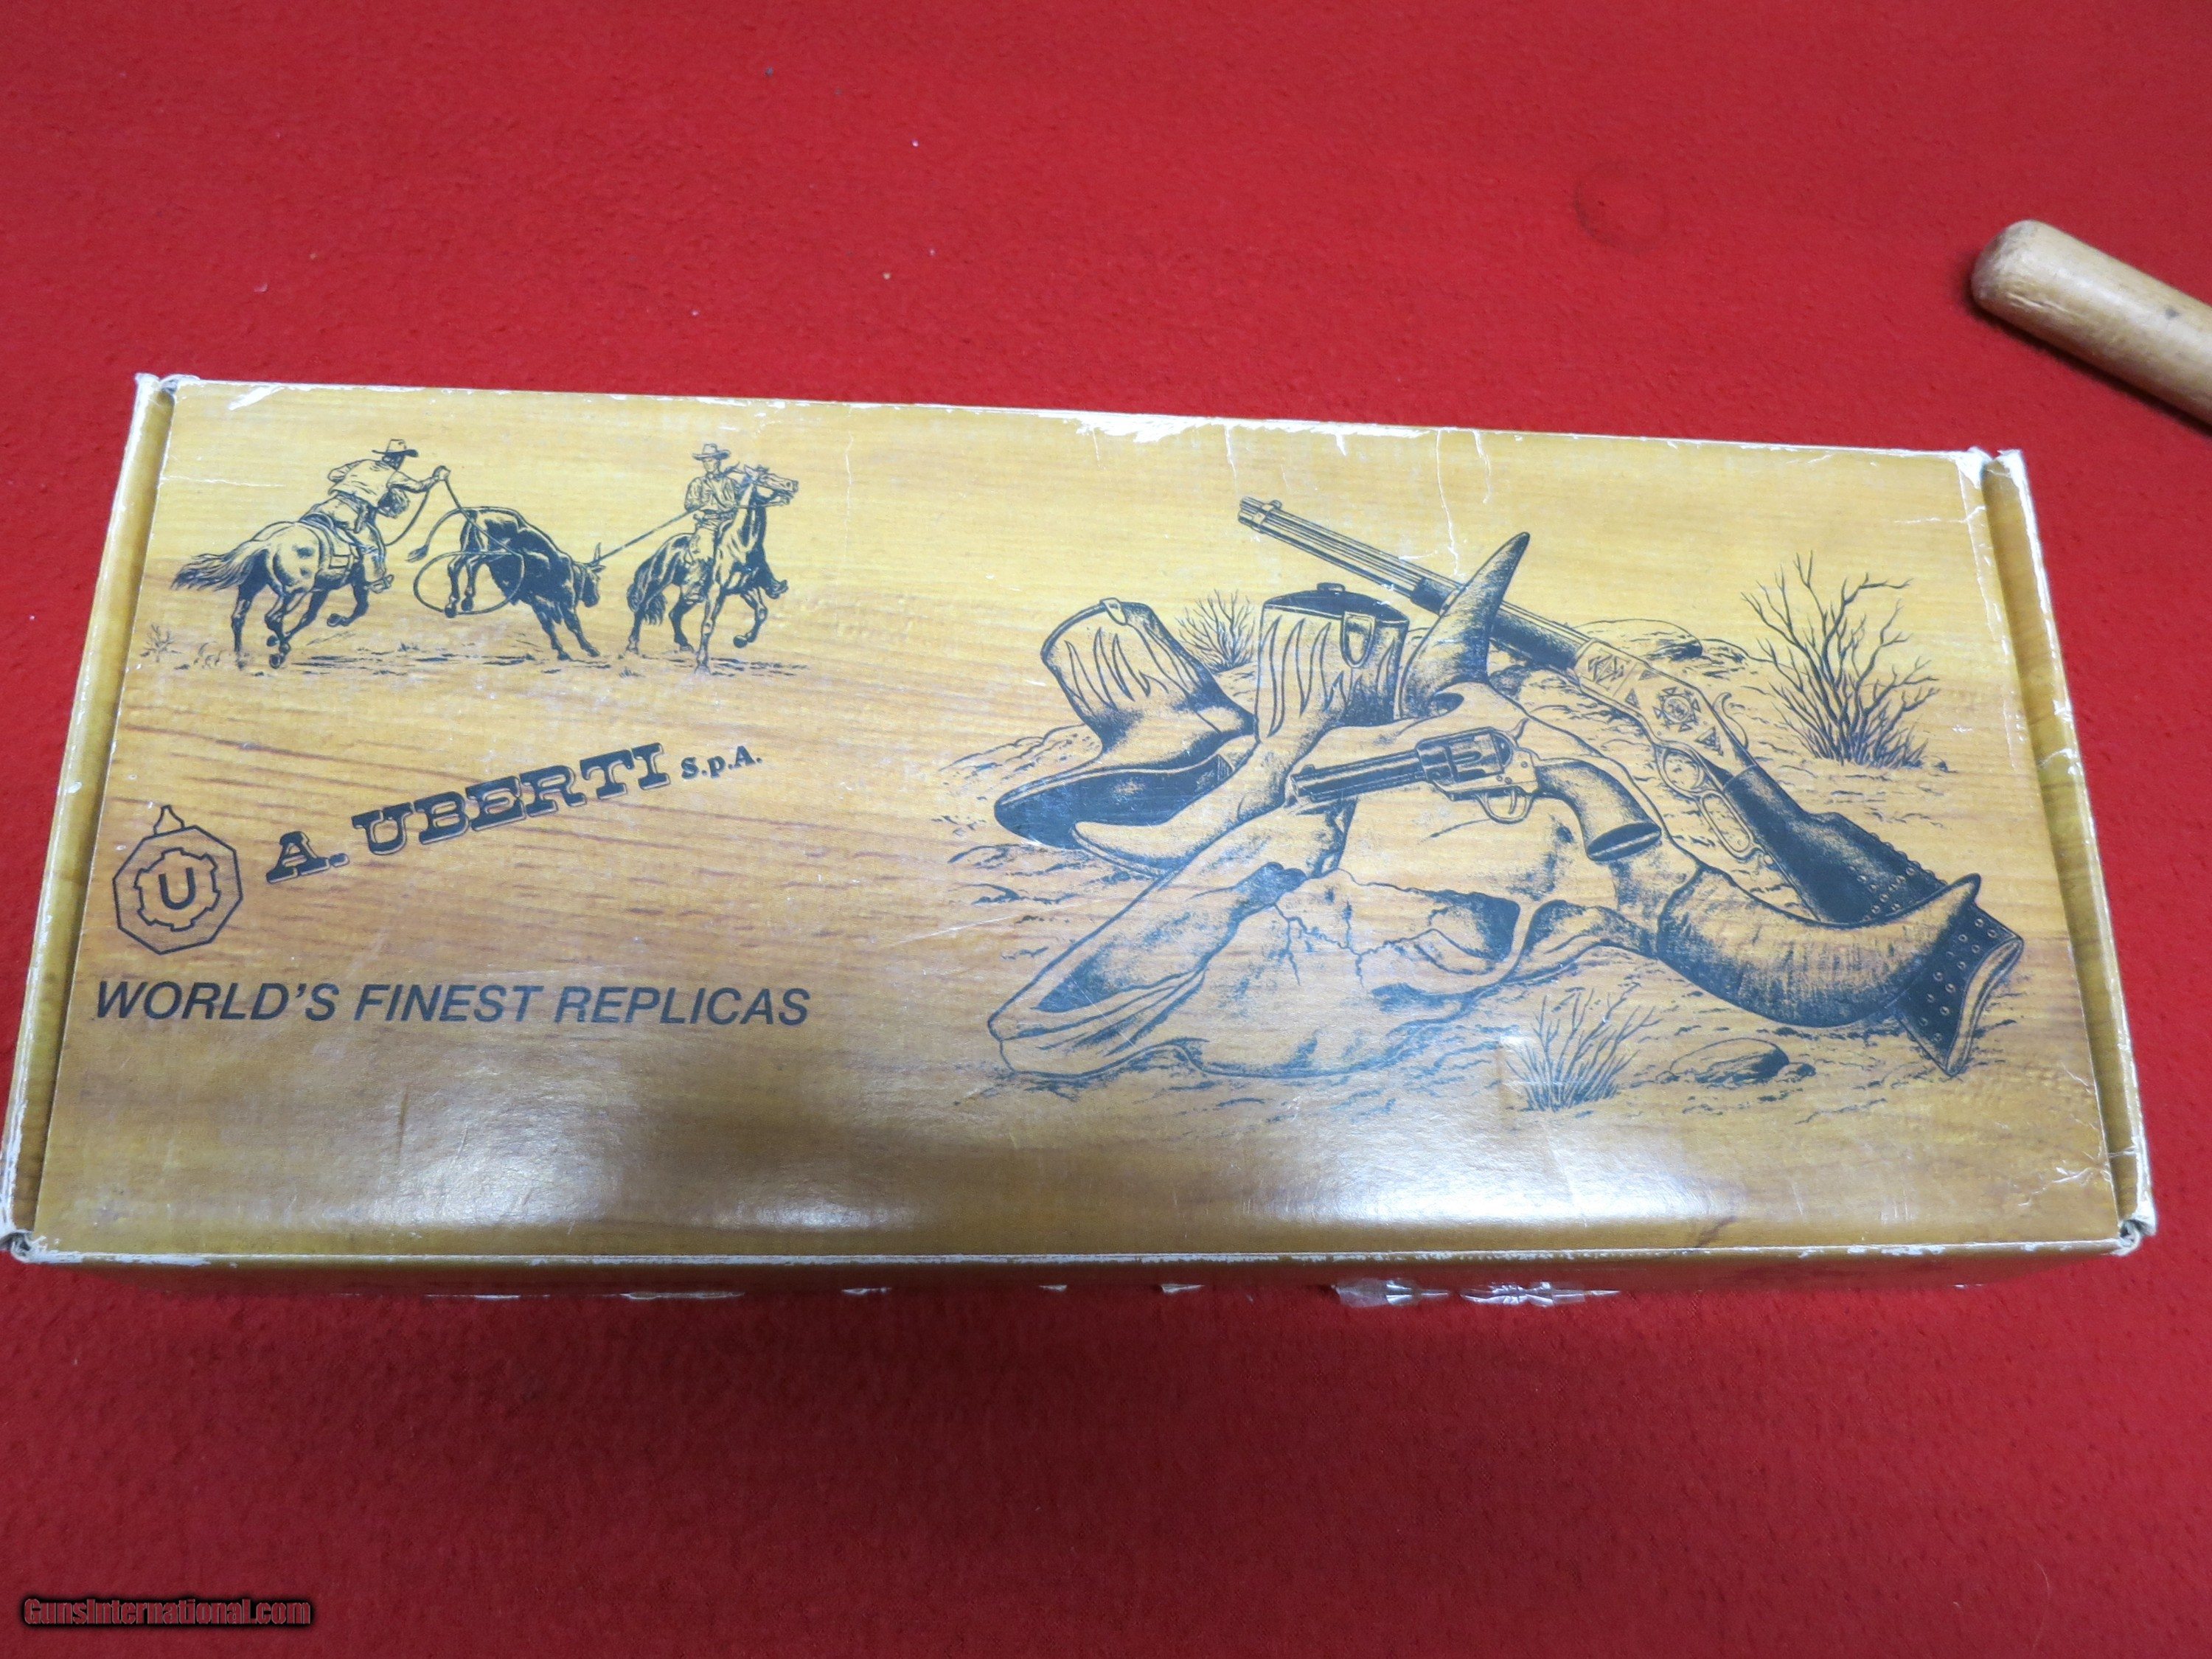 A. UBERTI S.p.A.
U
WORLD'S FINEST REPLICAS
GunsInternational.com